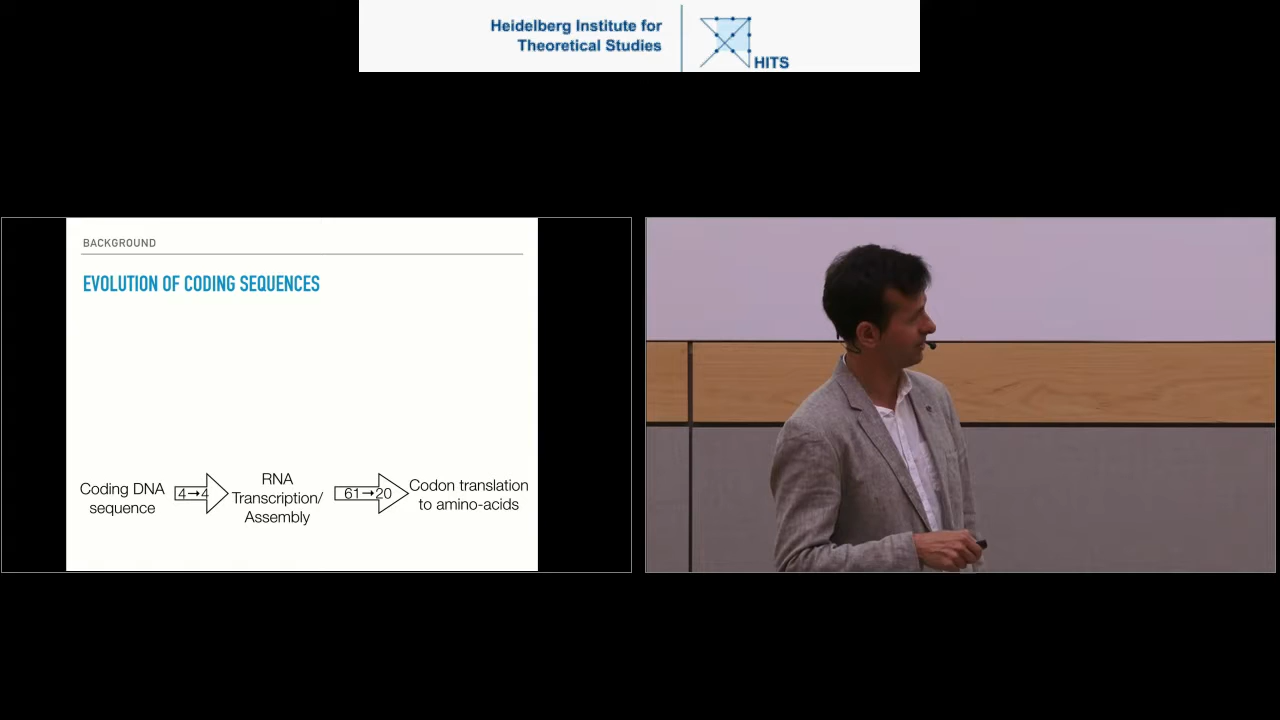 Heidelberg Institute for
Theoretical Studies
HITS
BACKGROUND
EVOLUTION OF CODING SEQUENCES
Coding DNA
sequence
4→4
RNA
Transcription/
Assembly
61→20
Codon translation
to amino-acids